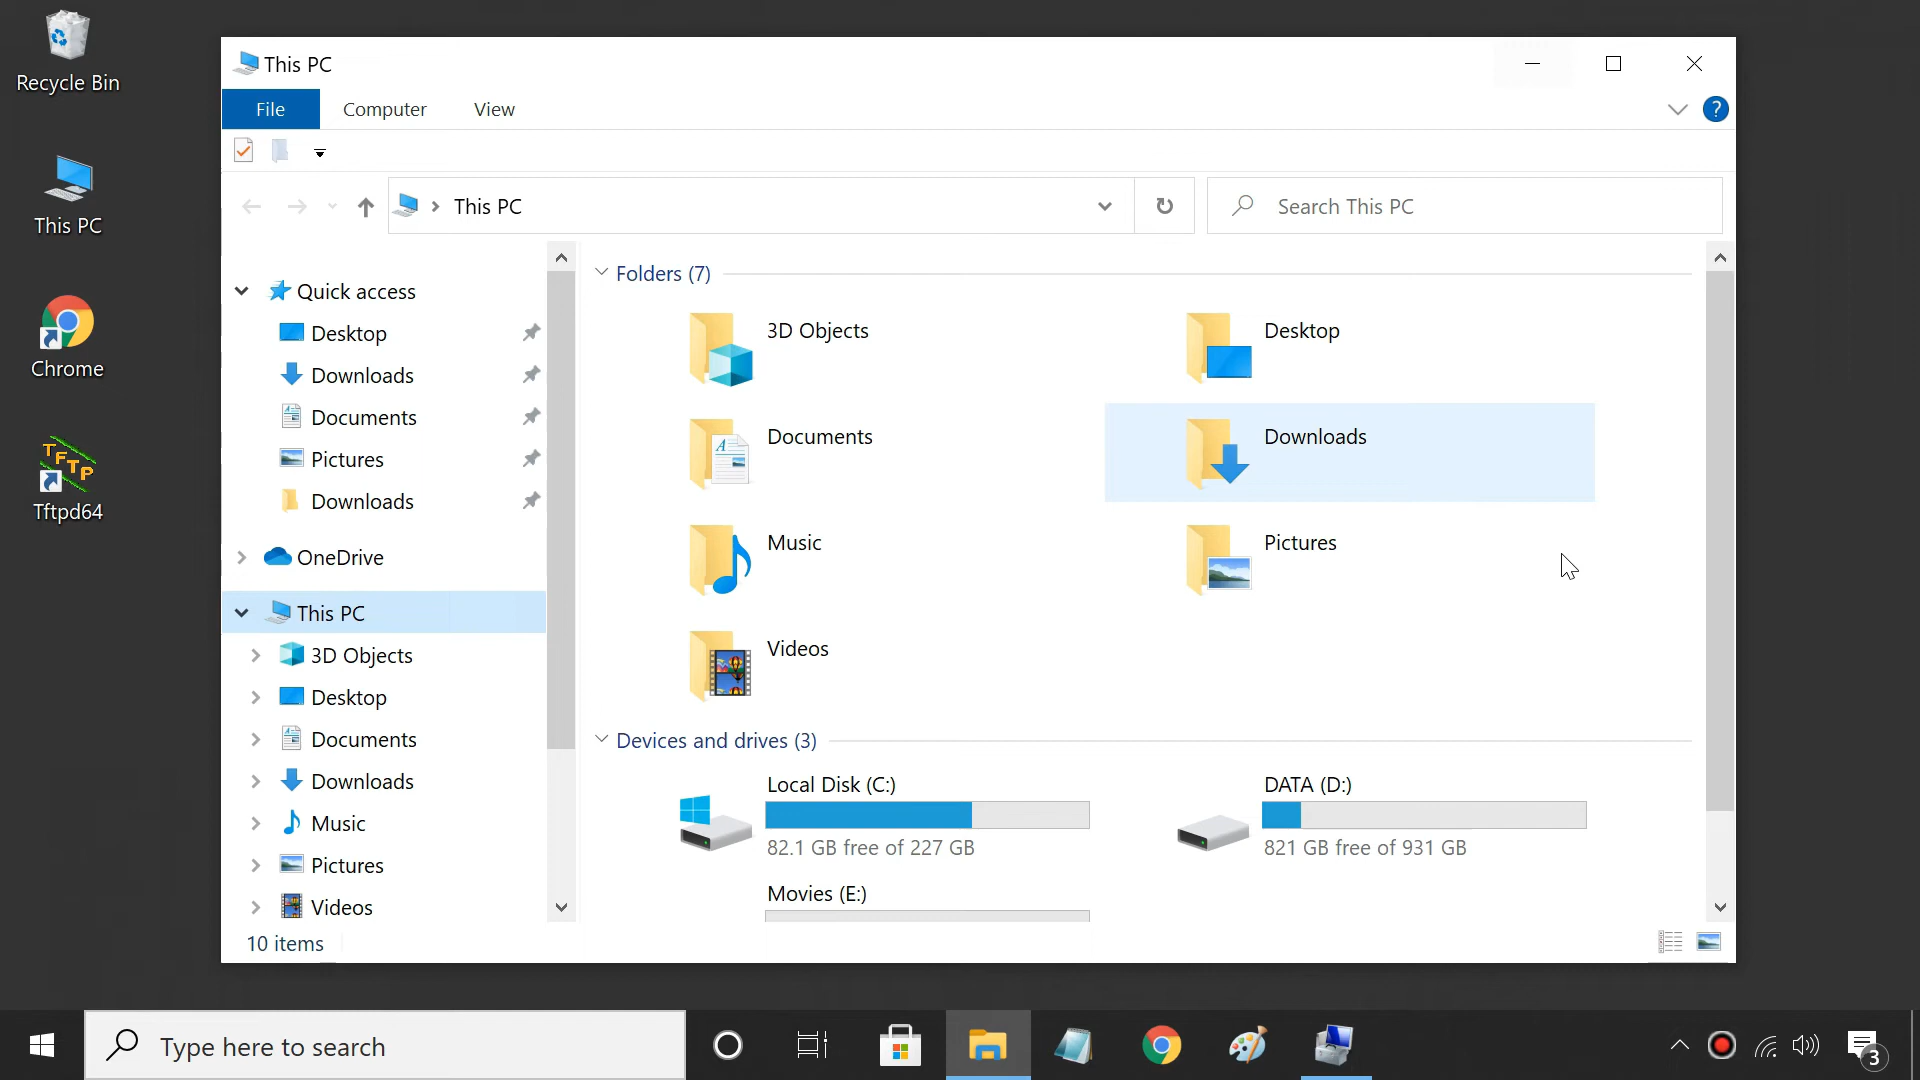 Recycle Bin
This PC
Chrome
TFTP
Tftpd64
This PC
File
Computer
View
?
This PC
Search This PC
Quick access
Desktop
Downloads
Documents
Pictures
Downloads
OneDrive
This PC
3D Objects
Desktop
Documents
Downloads
Music
Pictures
Videos
10 items
Folders (7)
3D Objects
Desktop
Documents
Downloads
Music
Pictures
Videos
Devices and drives (3)
Local Disk (C:)
82.1 GB free of 227 GB
DATA (D:)
821 GB free of 931 GB
Movies (E:)
Type here to search
3